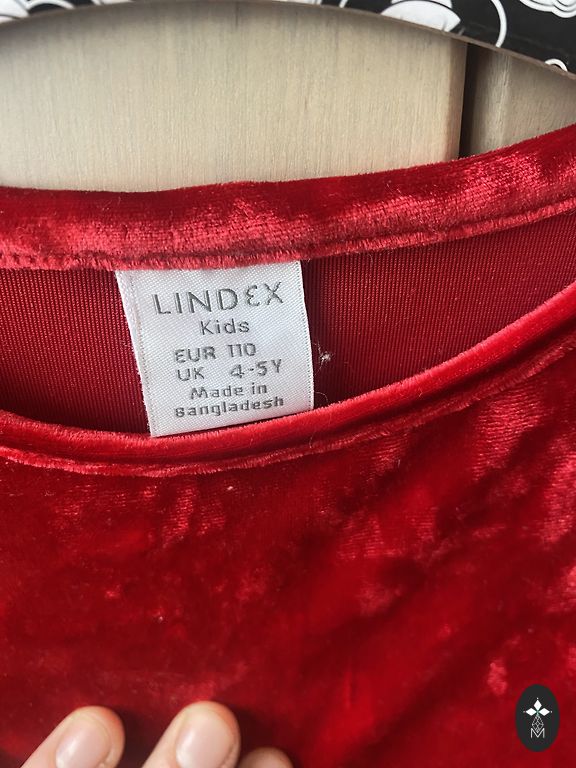 LINDEX
Kids
EUR 110
UK 4-5Y
Made in
Bangladesh